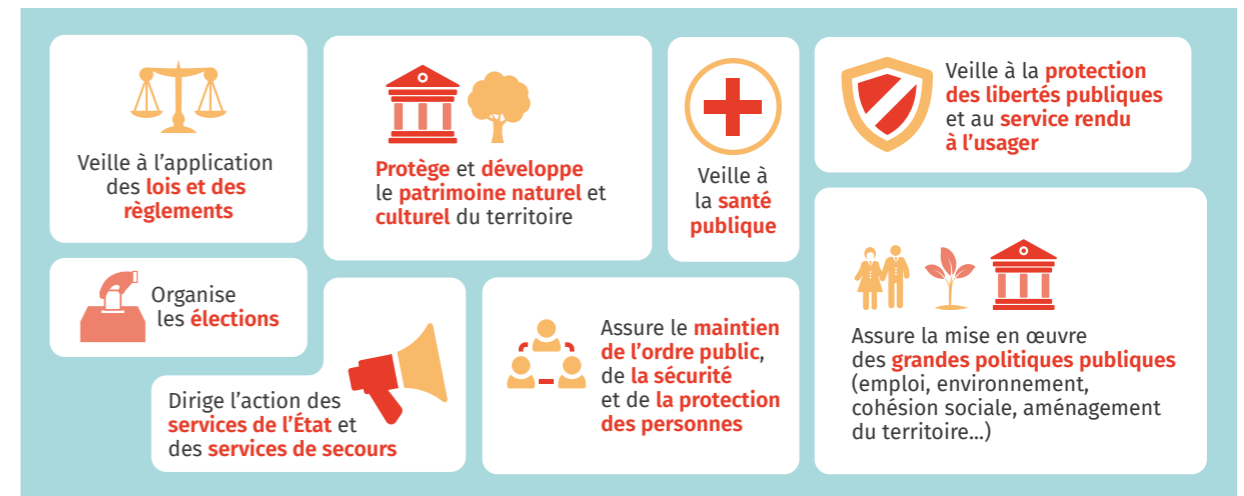 Veille à l’application
des lois et des
règlements
Protège et développe
le patrimoine naturel et
culturel du territoire
Veille à
la santé
publique
Veille à la protection
des libertés publiques
et au service rendu
à l’usager
Organise
les élections
Dirige l’action des
services de l’État et
des services de secours
Assure le maintien
de l’ordre public,
de la sécurité
et de la protection
des personnes
Assure la mise en œuvre
des grandes politiques publiques
(emploi, environnement,
cohésion sociale, aménagement
du territoire...)